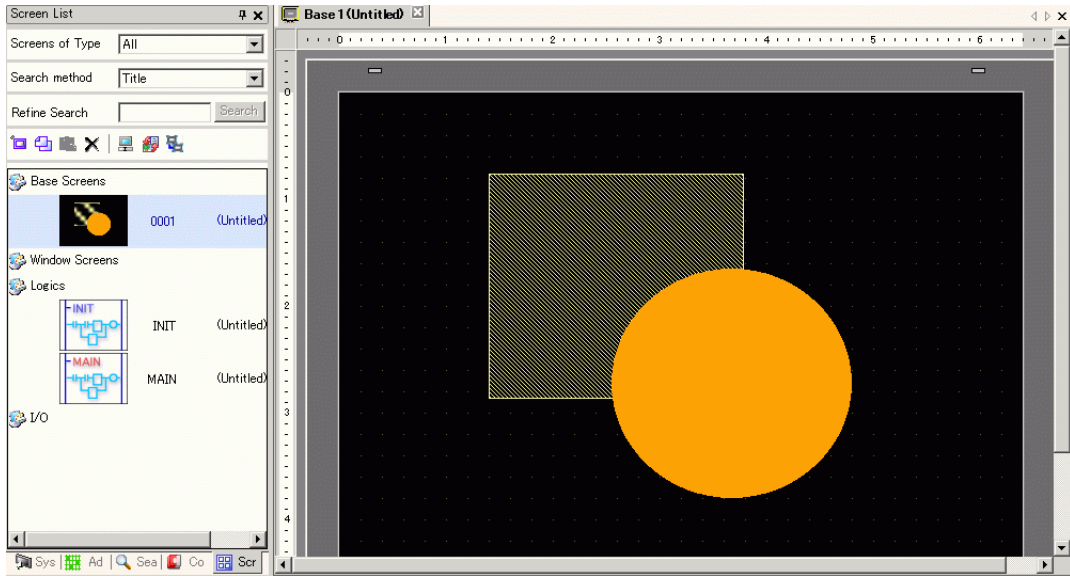 Screen List
Base 1 (Untitled)
Screens of Type All
Search method Title
Refine Search Search
0 1 2 3 4 5 6
0
1
2
3
4
Base Screens
0001 (Untitled)
Window Screens
Logics
INIT
INIT (Untitled)
MAIN
MAIN (Untitled)
I/O
Sys Ad Sea Co Scr